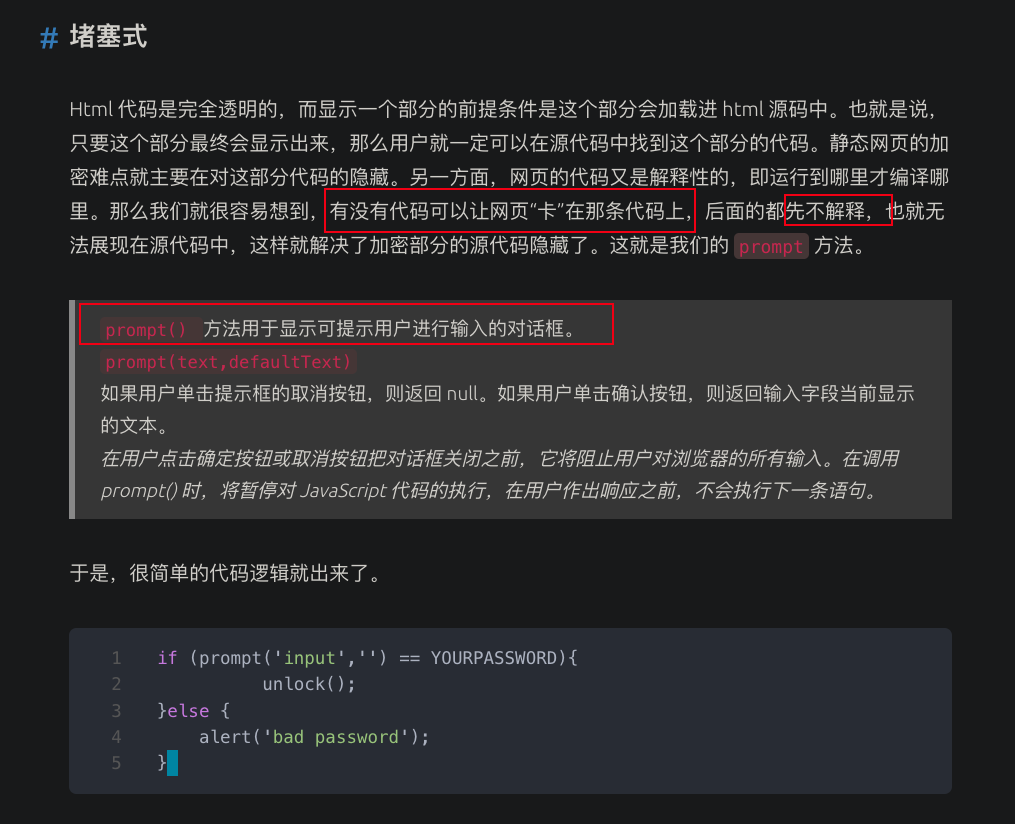 # 堵塞式
Html 代码是完全透明的，而显示一个部分的前提条件是这个部分会加载进 html 源码中。也就是说，
只要这个部分最终会显示出来，那么用户就一定可以在源代码中找到这个部分的代码。静态网页的加
密难点就主要在对这部分代码的隐藏。另一方面，网页的代码又是解释性的，即运行到哪里才编译哪
里。那么我们就很容易想到，有没有代码可以让网页“卡”在那条代码上，后面的都先不解释，也就无
法展现在源代码中，这样就解决了加密部分的源代码隐藏了。这就是我们的 prompt 方法。
prompt() 方法用于显示可提示用户进行输入的对话框。
prompt(text,defaultText)
如果用户单击提示框的取消按钮，则返回 null。如果用户单击确认按钮，则返回输入字段当前显示
的文本。
在用户点击确定按钮或取消按钮把对话框关闭之前，它将阻止用户对浏览器的所有输入。在调用
prompt() 时，将暂停对 JavaScript 代码的执行，在用户作出响应之前，不会执行下一条语句。
于是，很简单的代码逻辑就出来了。
1 if (prompt('input','') == YOURPASSWORD){
2 unlock();
3 }else {
4 alert('bad password');
5 }